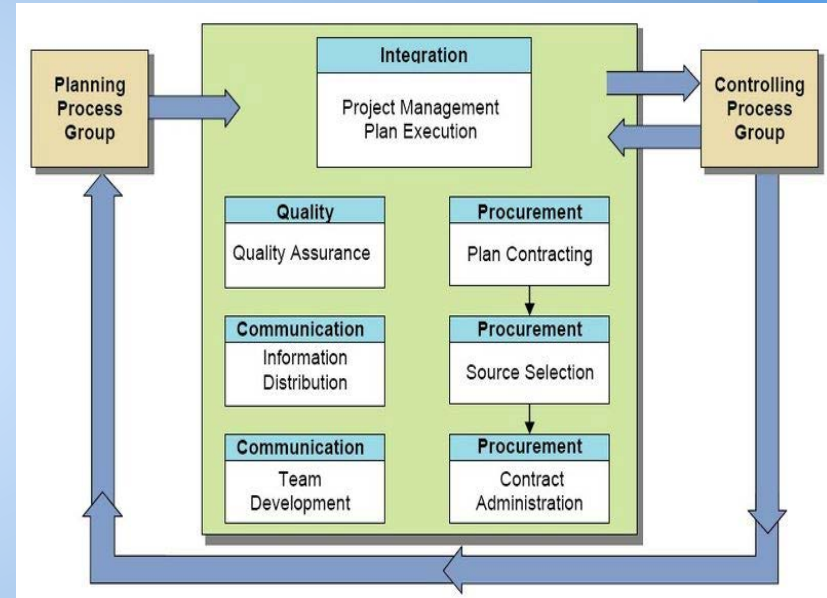 Planning
Process
Group
Integration
Project Management
Plan Execution
Controlling
Process
Group
Quality
Quality Assurance
Procurement
Plan Contracting
Communication
Information
Distribution
Procurement
Source Selection
Communication
Team
Development
Procurement
Contract
Administration